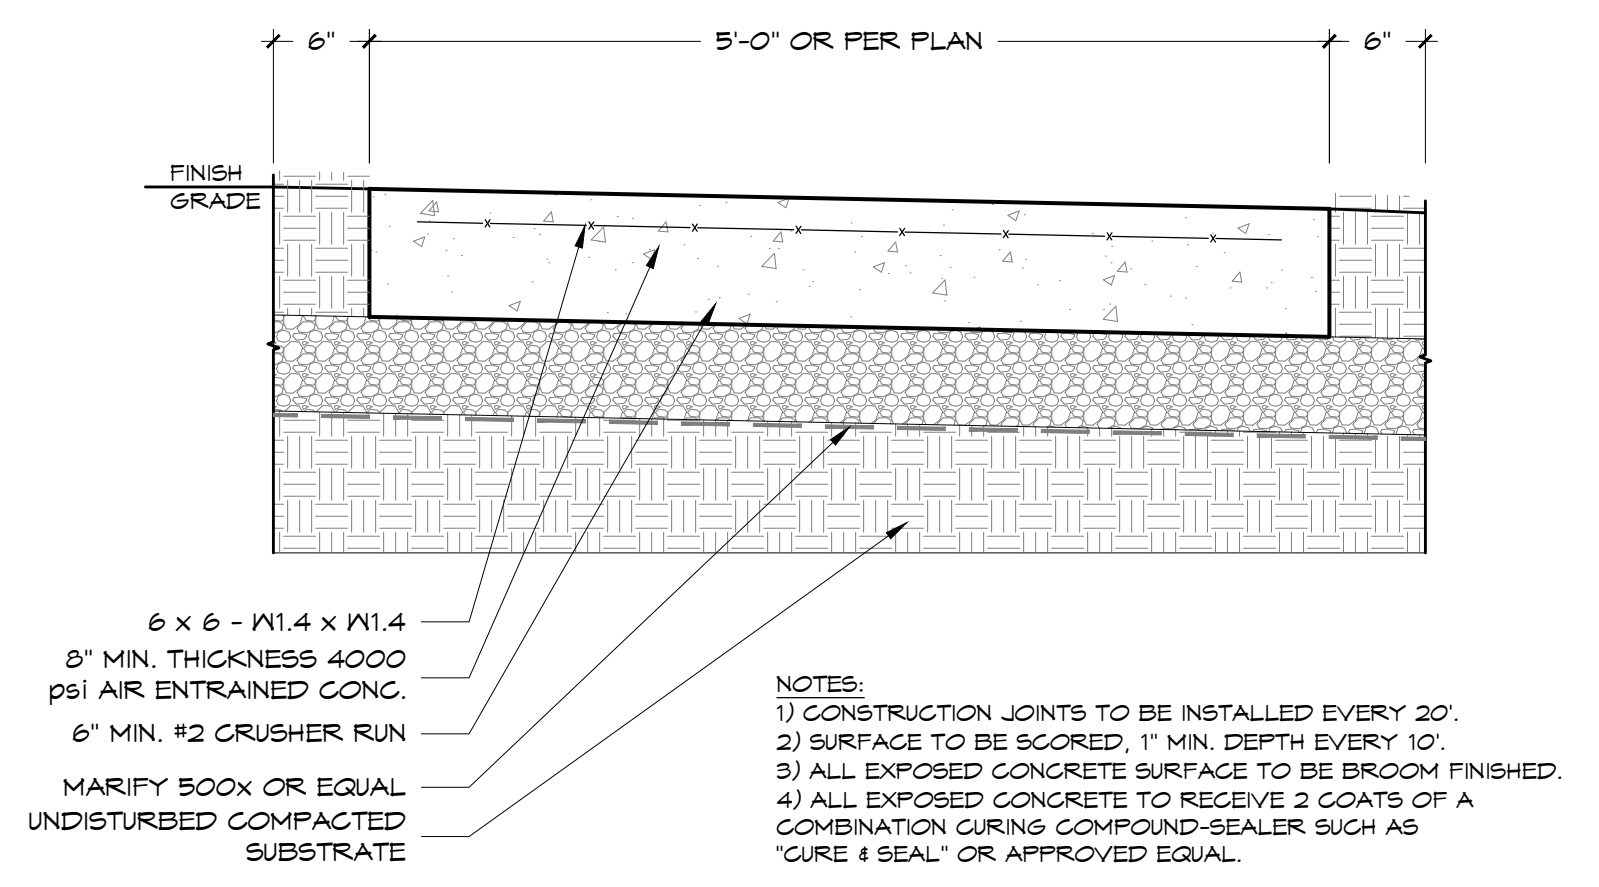 6" 5'-0" OR PER PLAN 6"
FINISH
GRADE
6 x 6 - W1.4 x W1.4
8" MIN. THICKNESS 4000
psi AIR ENTRAINED CONC.
6" MIN. #2 CRUSHER RUN
MARIFY 500x OR EQUAL
UNDISTURBED COMPACTED
SUBSTRATE
NOTES:
1) CONSTRUCTION JOINTS TO BE INSTALLED EVERY 20'.
2) SURFACE TO BE SCORED, 1" MIN. DEPTH EVERY 10'.
3) ALL EXPOSED CONCRETE SURFACE TO BE BROOM FINISHED.
4) ALL EXPOSED CONCRETE TO RECEIVE 2 COATS OF A
COMBINATION CURING COMPOUND-SEALER SUCH AS
"CURE & SEAL" OR APPROVED EQUAL.